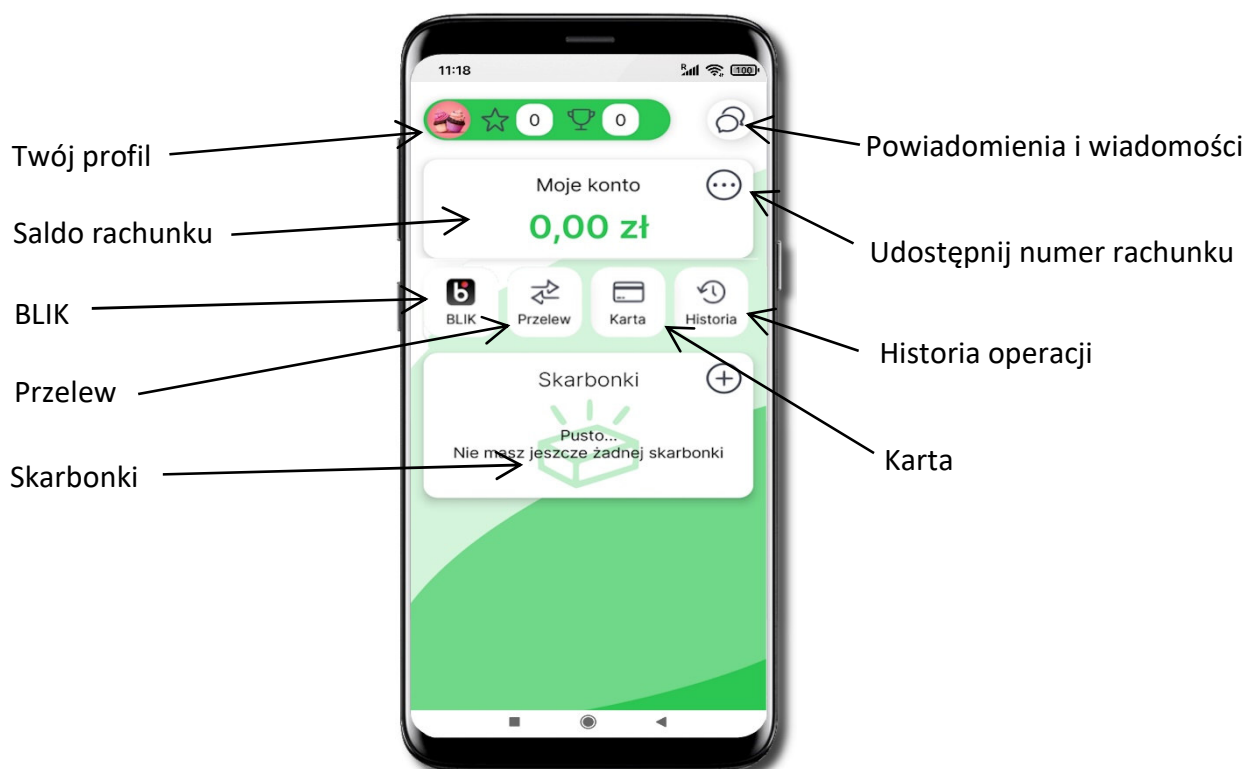 11:18
R
100
0
0
Twój profil
Powiadomienia i wiadomości
Moje konto
Saldo rachunku
0,00 zł
Udostępnij numer rachunku
BLIK
BLIK
Przelew
Karta
Historia
Historia operacji
Przelew
Skarbonki
Pusto...
Nie masz jeszcze żadnej skarbonki
Karta
Skarbonki